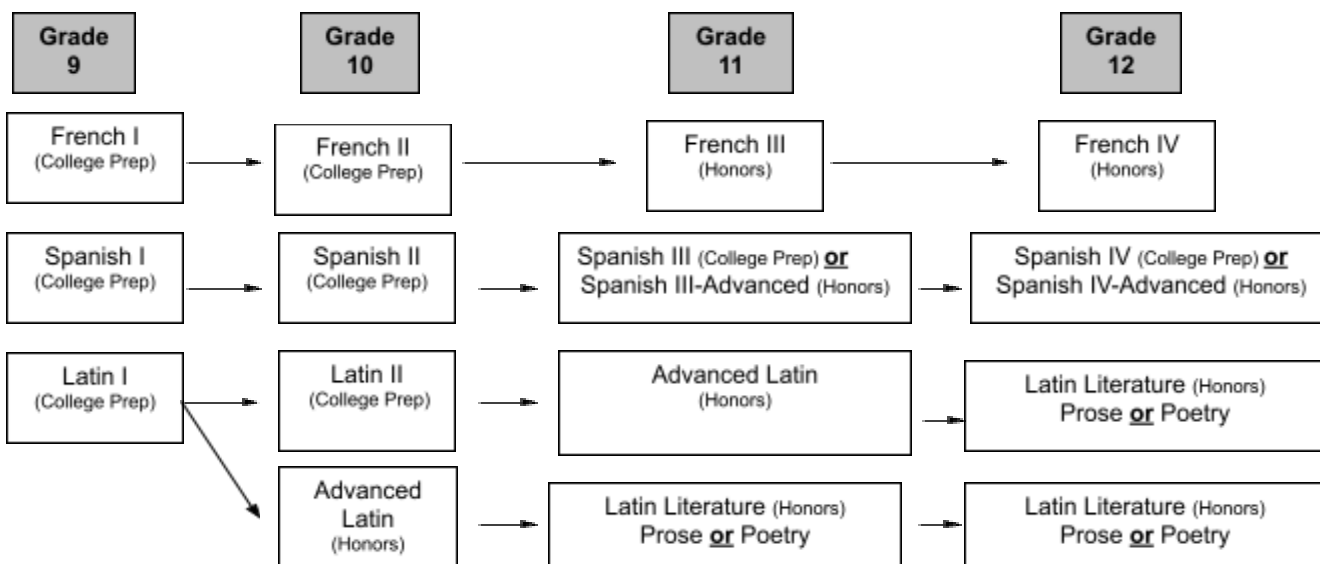 Grade
9
Grade
10
Grade
11
Grade
12
French I
(College Prep)
French II
(College Prep)
French III
(Honors)
French IV
(Honors)
Spanish I
(College Prep)
Spanish II
(College Prep)
Spanish III (College Prep) or
Spanish III-Advanced (Honors)
Spanish IV (College Prep) or
Spanish IV-Advanced (Honors)
Latin I
(College Prep)
Latin II
(College Prep)
Advanced Latin
(Honors)
Latin Literature (Honors)
Prose or Poetry
Advanced
Latin
(Honors)
Latin Literature (Honors)
Prose or Poetry
Latin Literature (Honors)
Prose or Poetry